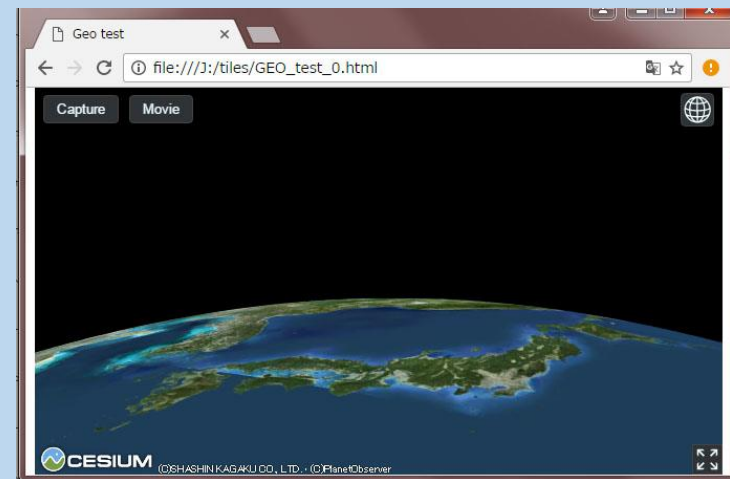 Geo test
file:///J:/tiles/GEO_test_0.html
Capture Movie
CESIUM (C)SHASHIN KAGAKU CO., LTD.・(C)PlanetObserver